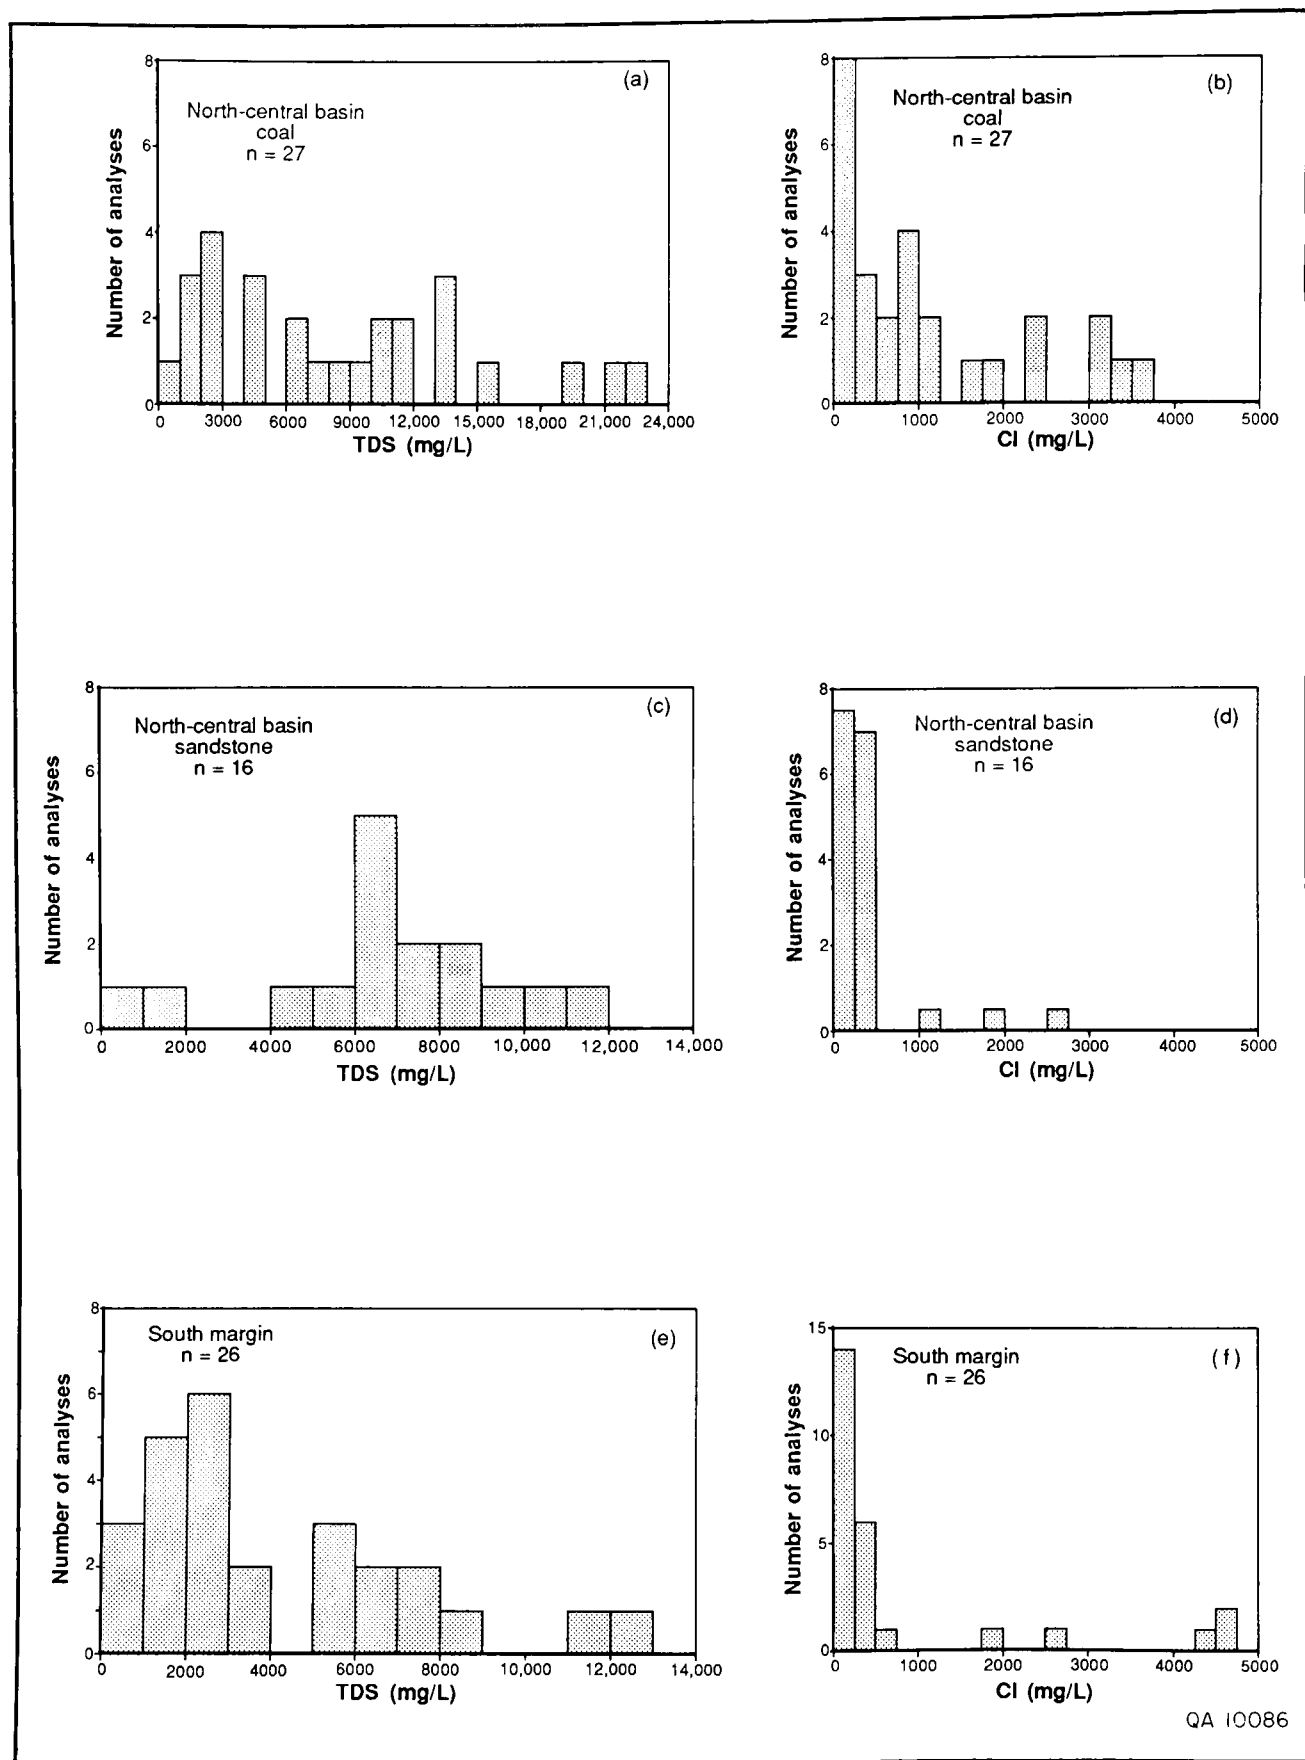 (a)
North-central basin
coal
n = 27
Number of analyses
8
6
4
2
0
0 3000 6000 9000 12,000 15,000 18,000 21,000 24,000
TDS (mg/L)
(b)
North-central basin
coal
n = 27
Number of analyses
8
6
4
2
0
0 1000 2000 3000 4000 5000
Cl (mg/L)
(c)
North-central basin
sandstone
n = 16
Number of analyses
8
6
4
2
0
0 2000 4000 6000 8000 10,000 12,000 14,000
TDS (mg/L)
(d)
North-central basin
sandstone
n = 16
Number of analyses
8
6
4
2
0
0 1000 2000 3000 4000 5000
Cl (mg/L)
(e)
South margin
n = 26
Number of analyses
8
6
4
2
0
0 2000 4000 6000 8000 10,000 12,000 14,000
TDS (mg/L)
(f)
South margin
n = 26
Number of analyses
15
10
5
0
0 1000 2000 3000 4000 5000
Cl (mg/L)
QA 10086